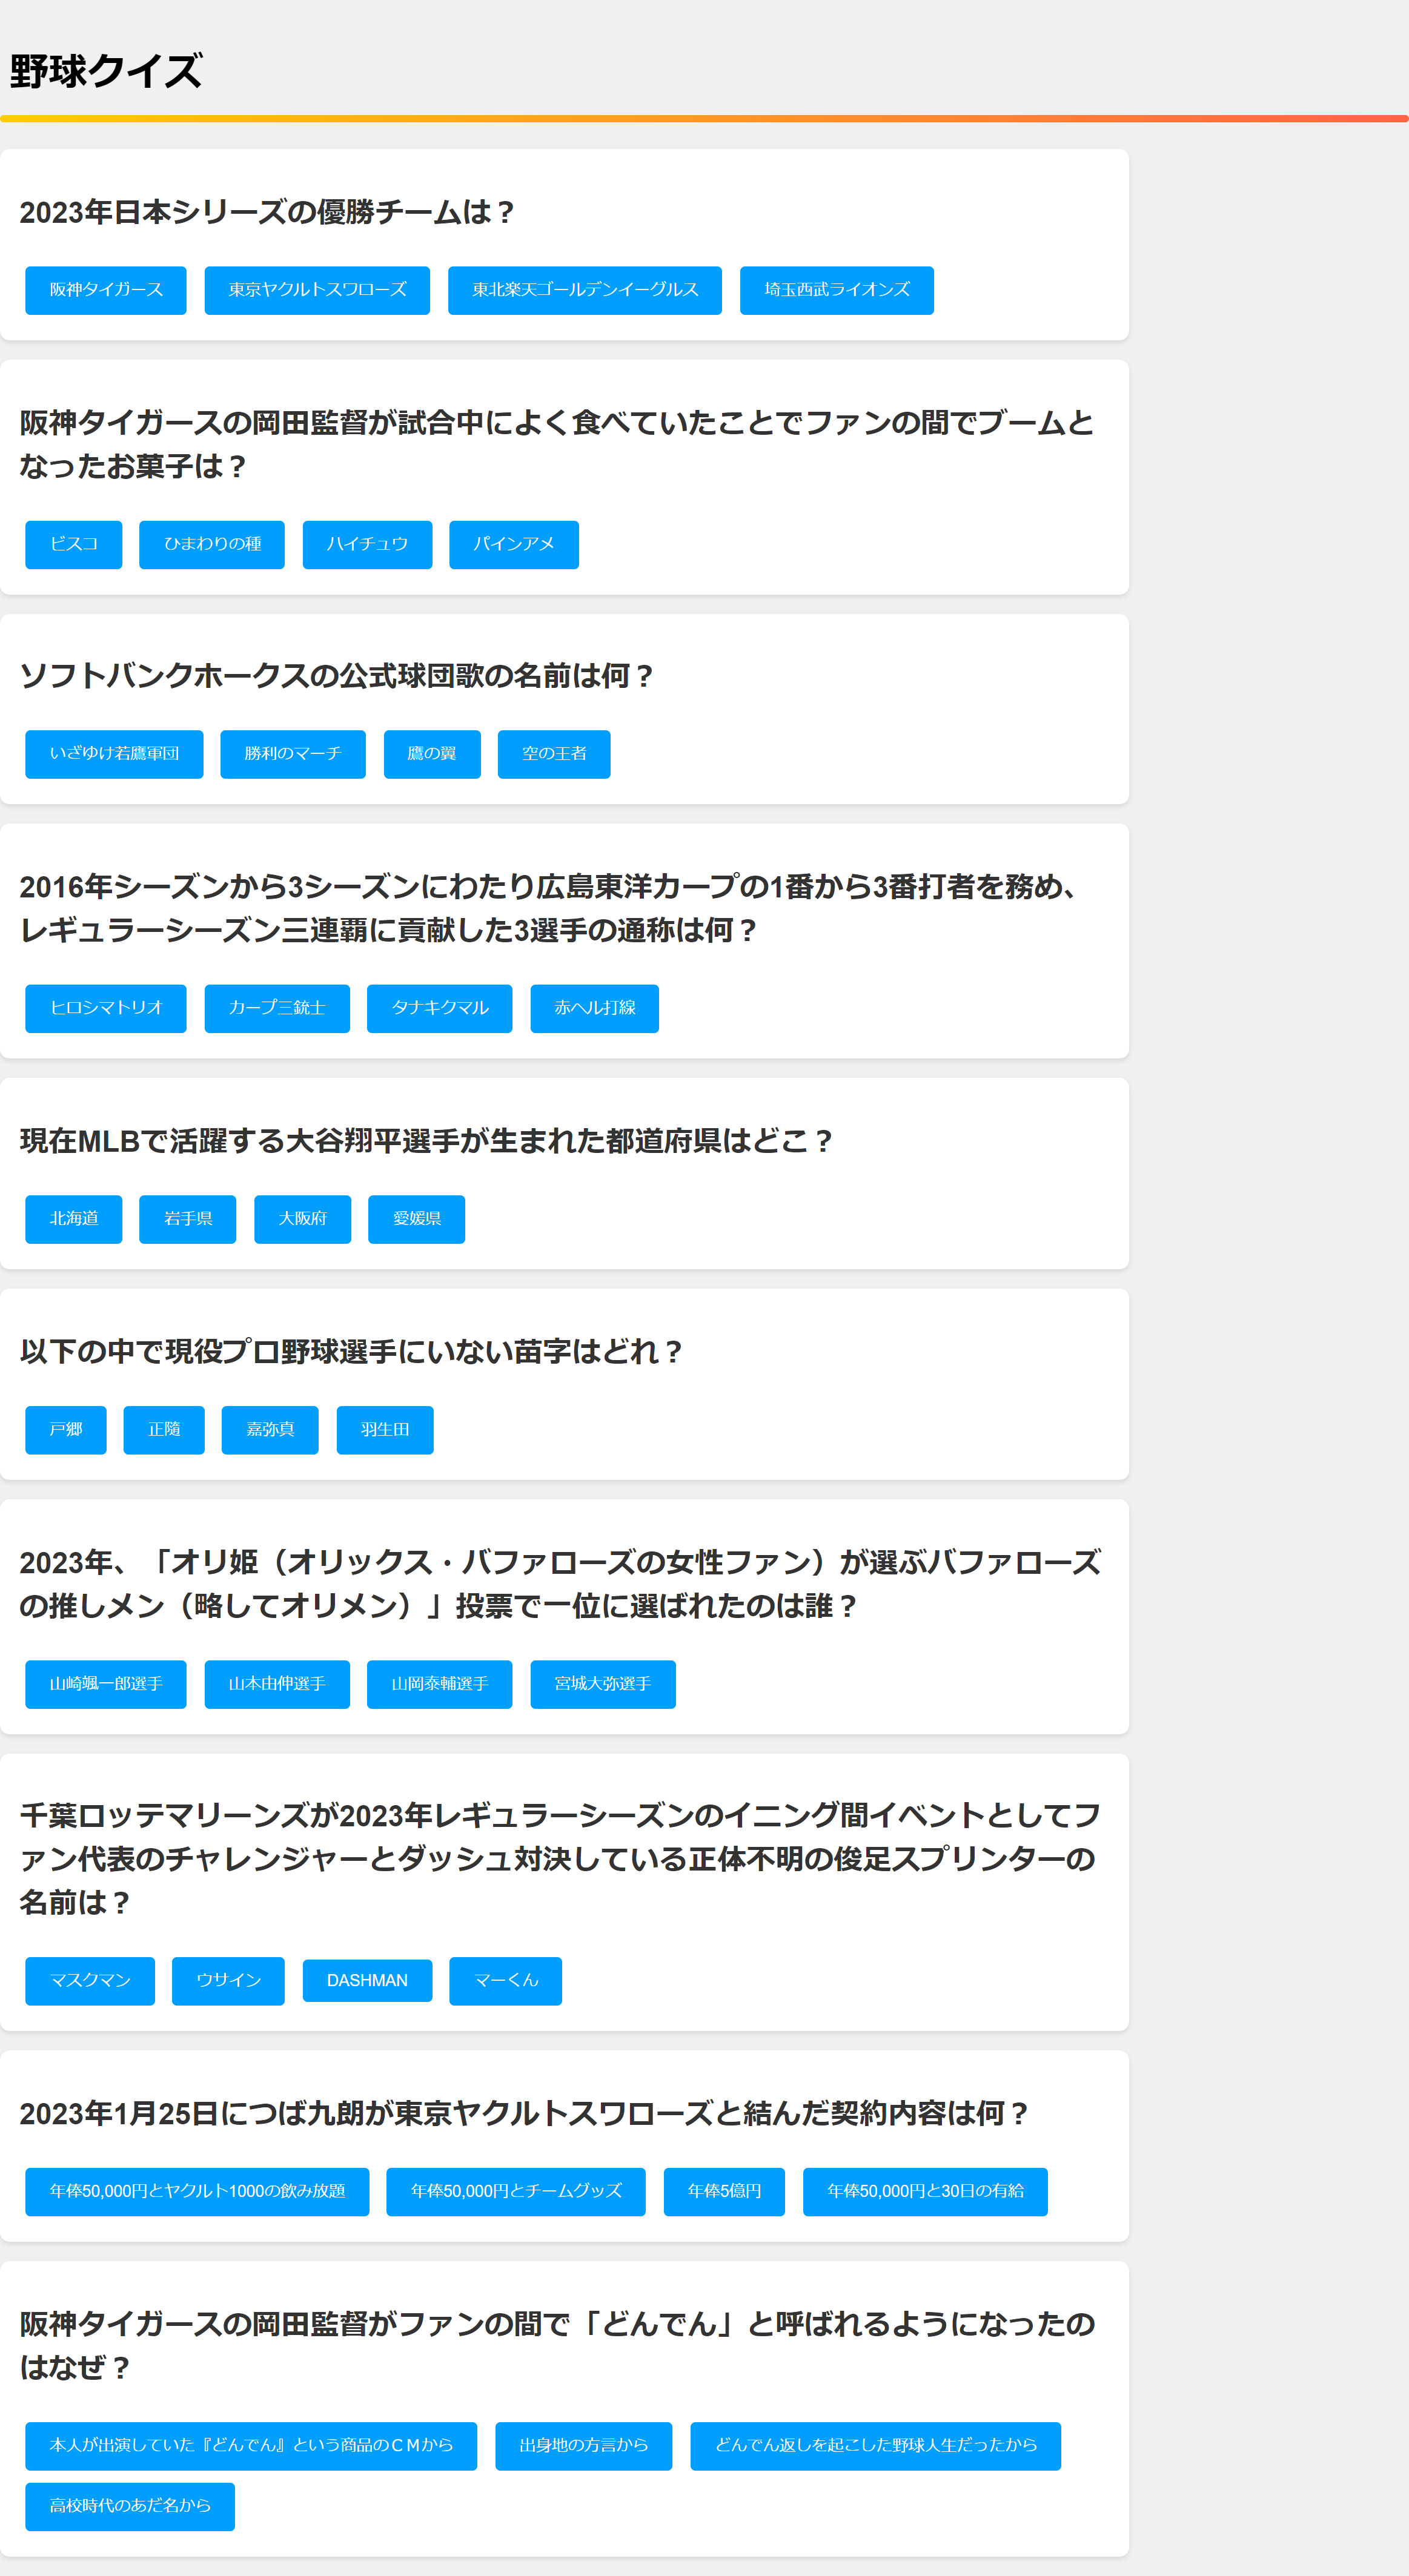 野球クイズ
2023年日本シリーズの優勝チームは？
阪神タイガース 東京ヤクルトスワローズ 東北楽天ゴールデンイーグルス 埼玉西武ライオンズ
阪神タイガースの岡田監督が試合中によく食べていたことでファンの間でブームと
なったお菓子は？
ビスコ ひまわりの種 ハイチュウ パインアメ
ソフトバンクホークスの公式球団歌の名前は何？
いざゆけ若鷹軍団 勝利のマーチ 鷹の翼 空の王者
2016年シーズンから3シーズンにわたり広島東洋カープの1番から3番打者を務め、
レギュラーシーズン三連覇に貢献した3選手の通称は何？
ヒロシマトリオ カープ三銃士 タナキクマル 赤ヘル打線
現在MLBで活躍する大谷翔平選手が生まれた都道府県はどこ？
北海道 岩手県 大阪府 愛媛県
以下の中で現役プロ野球選手にいない苗字はどれ？
戸郷 正隨 嘉弥真 羽生田
2023年、「オリ姫（オリックス・バファローズの女性ファン）が選ぶバファローズ
の推しメン（略してオリメン）」投票で一位に選ばれたのは誰？
山崎颯一郎選手 山本由伸選手 山岡泰輔選手 宮城大弥選手
千葉ロッテマリーンズが2023年レギュラーシーズンのイニング間イベントとしてフ
ァン代表のチャレンジャーとダッシュ対決している正体不明の俊足スプリンターの
名前は？
マスクマン ウサイン DASHMAN マーくん
2023年1月25日につば九朗が東京ヤクルトスワローズと結んだ契約内容は何？
年俸50,000円とヤクルト1000の飲み放題 年俸50,000円とチームグッズ 年俸5億円 年俸50,000円と30日の有給
阪神タイガースの岡田監督がファンの間で「どんでん」と呼ばれるようになったの
はなぜ？
本人が出演していた『どんでん』という商品のＣＭから 出身地の方言から どんでん返しを起こした野球人生だったから
高校時代のあだ名から